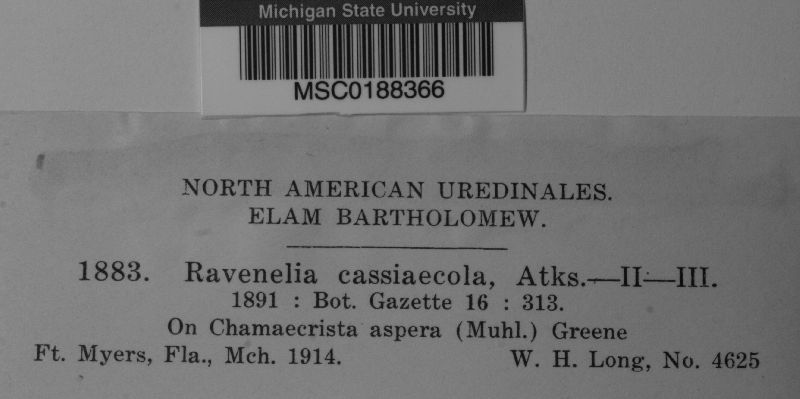 Michigan State University
MSC0188366
NORTH AMERICAN UREDINALES.
ELAM BARTHOLOMEW.
1883. Ravenelia cassiaecola, Atks.—II—III.
1891 : Bot. Gazette 16 : 313.
On Chamaecrista aspera (Muhl.) Greene
Ft. Myers, Fla., Mch. 1914. W. H. Long, No. 4625